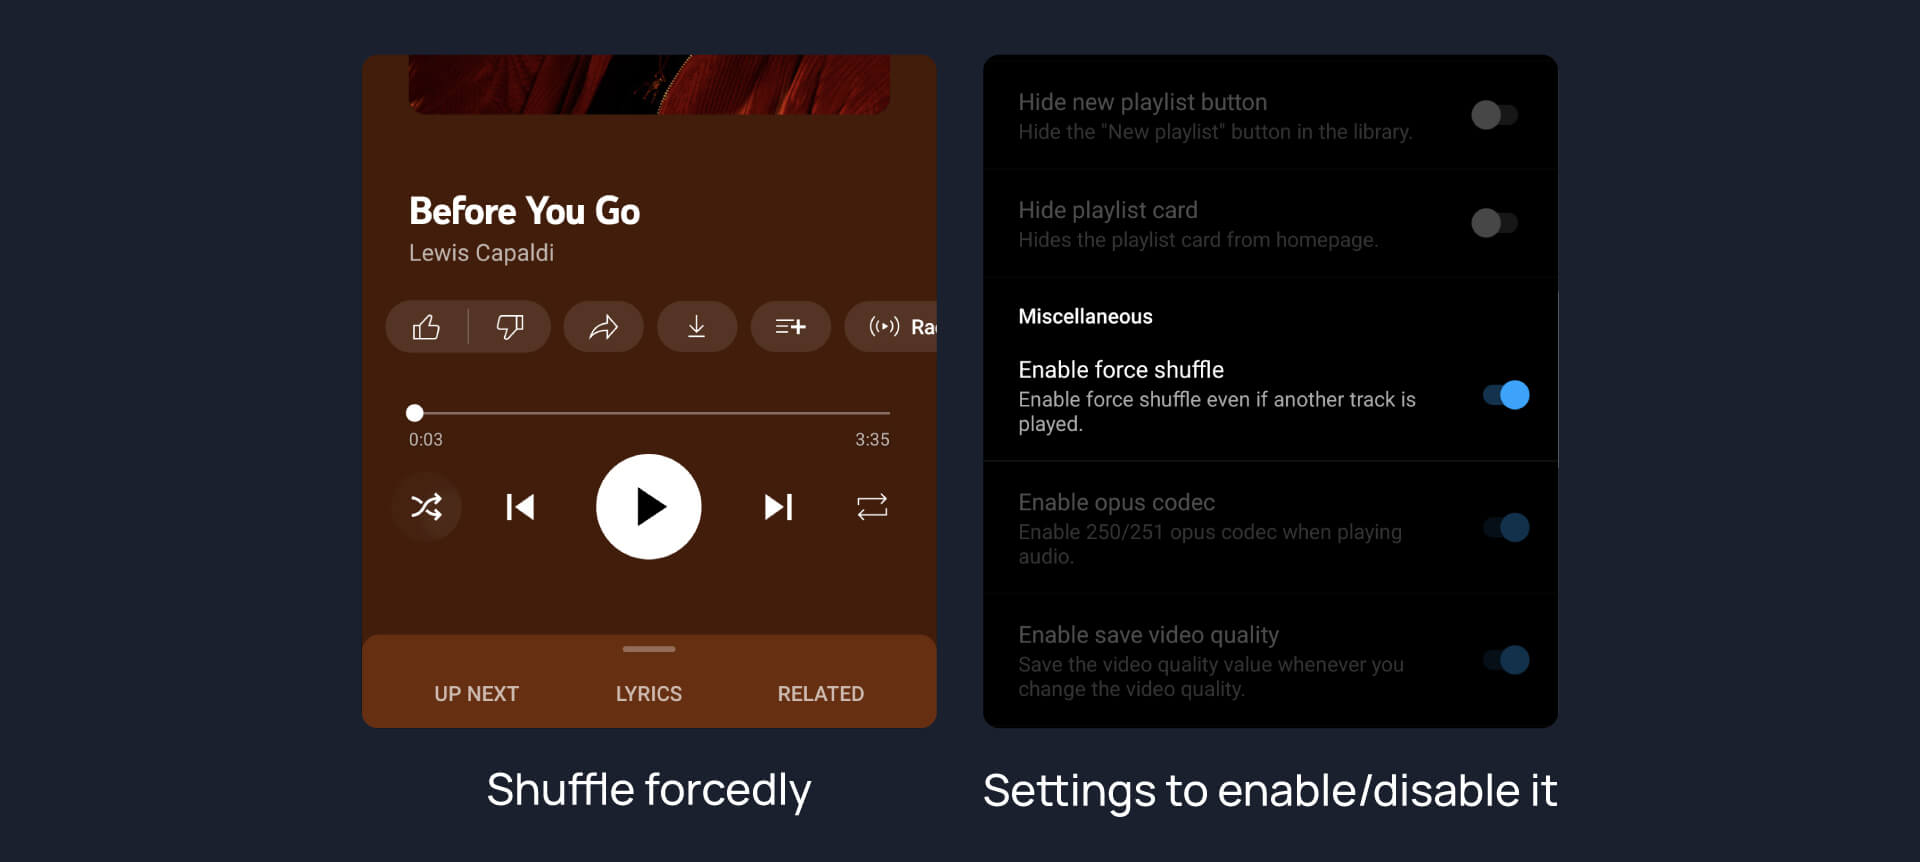 Before You Go
Lewis Capaldi
0:03
3:35
UP NEXT
LYRICS
RELATED
Shuffle forcedly
Hide new playlist button
Hide the "New playlist" button in the library.
Hide playlist card
Hides the playlist card from homepage.
Miscellaneous
Enable force shuffle
Enable force shuffle even if another track is
played.
Enable opus codec
Enable 250/251 opus codec when playing
audio.
Enable save video quality
Save the video quality value whenever you
change the video quality.
Settings to enable/disable it